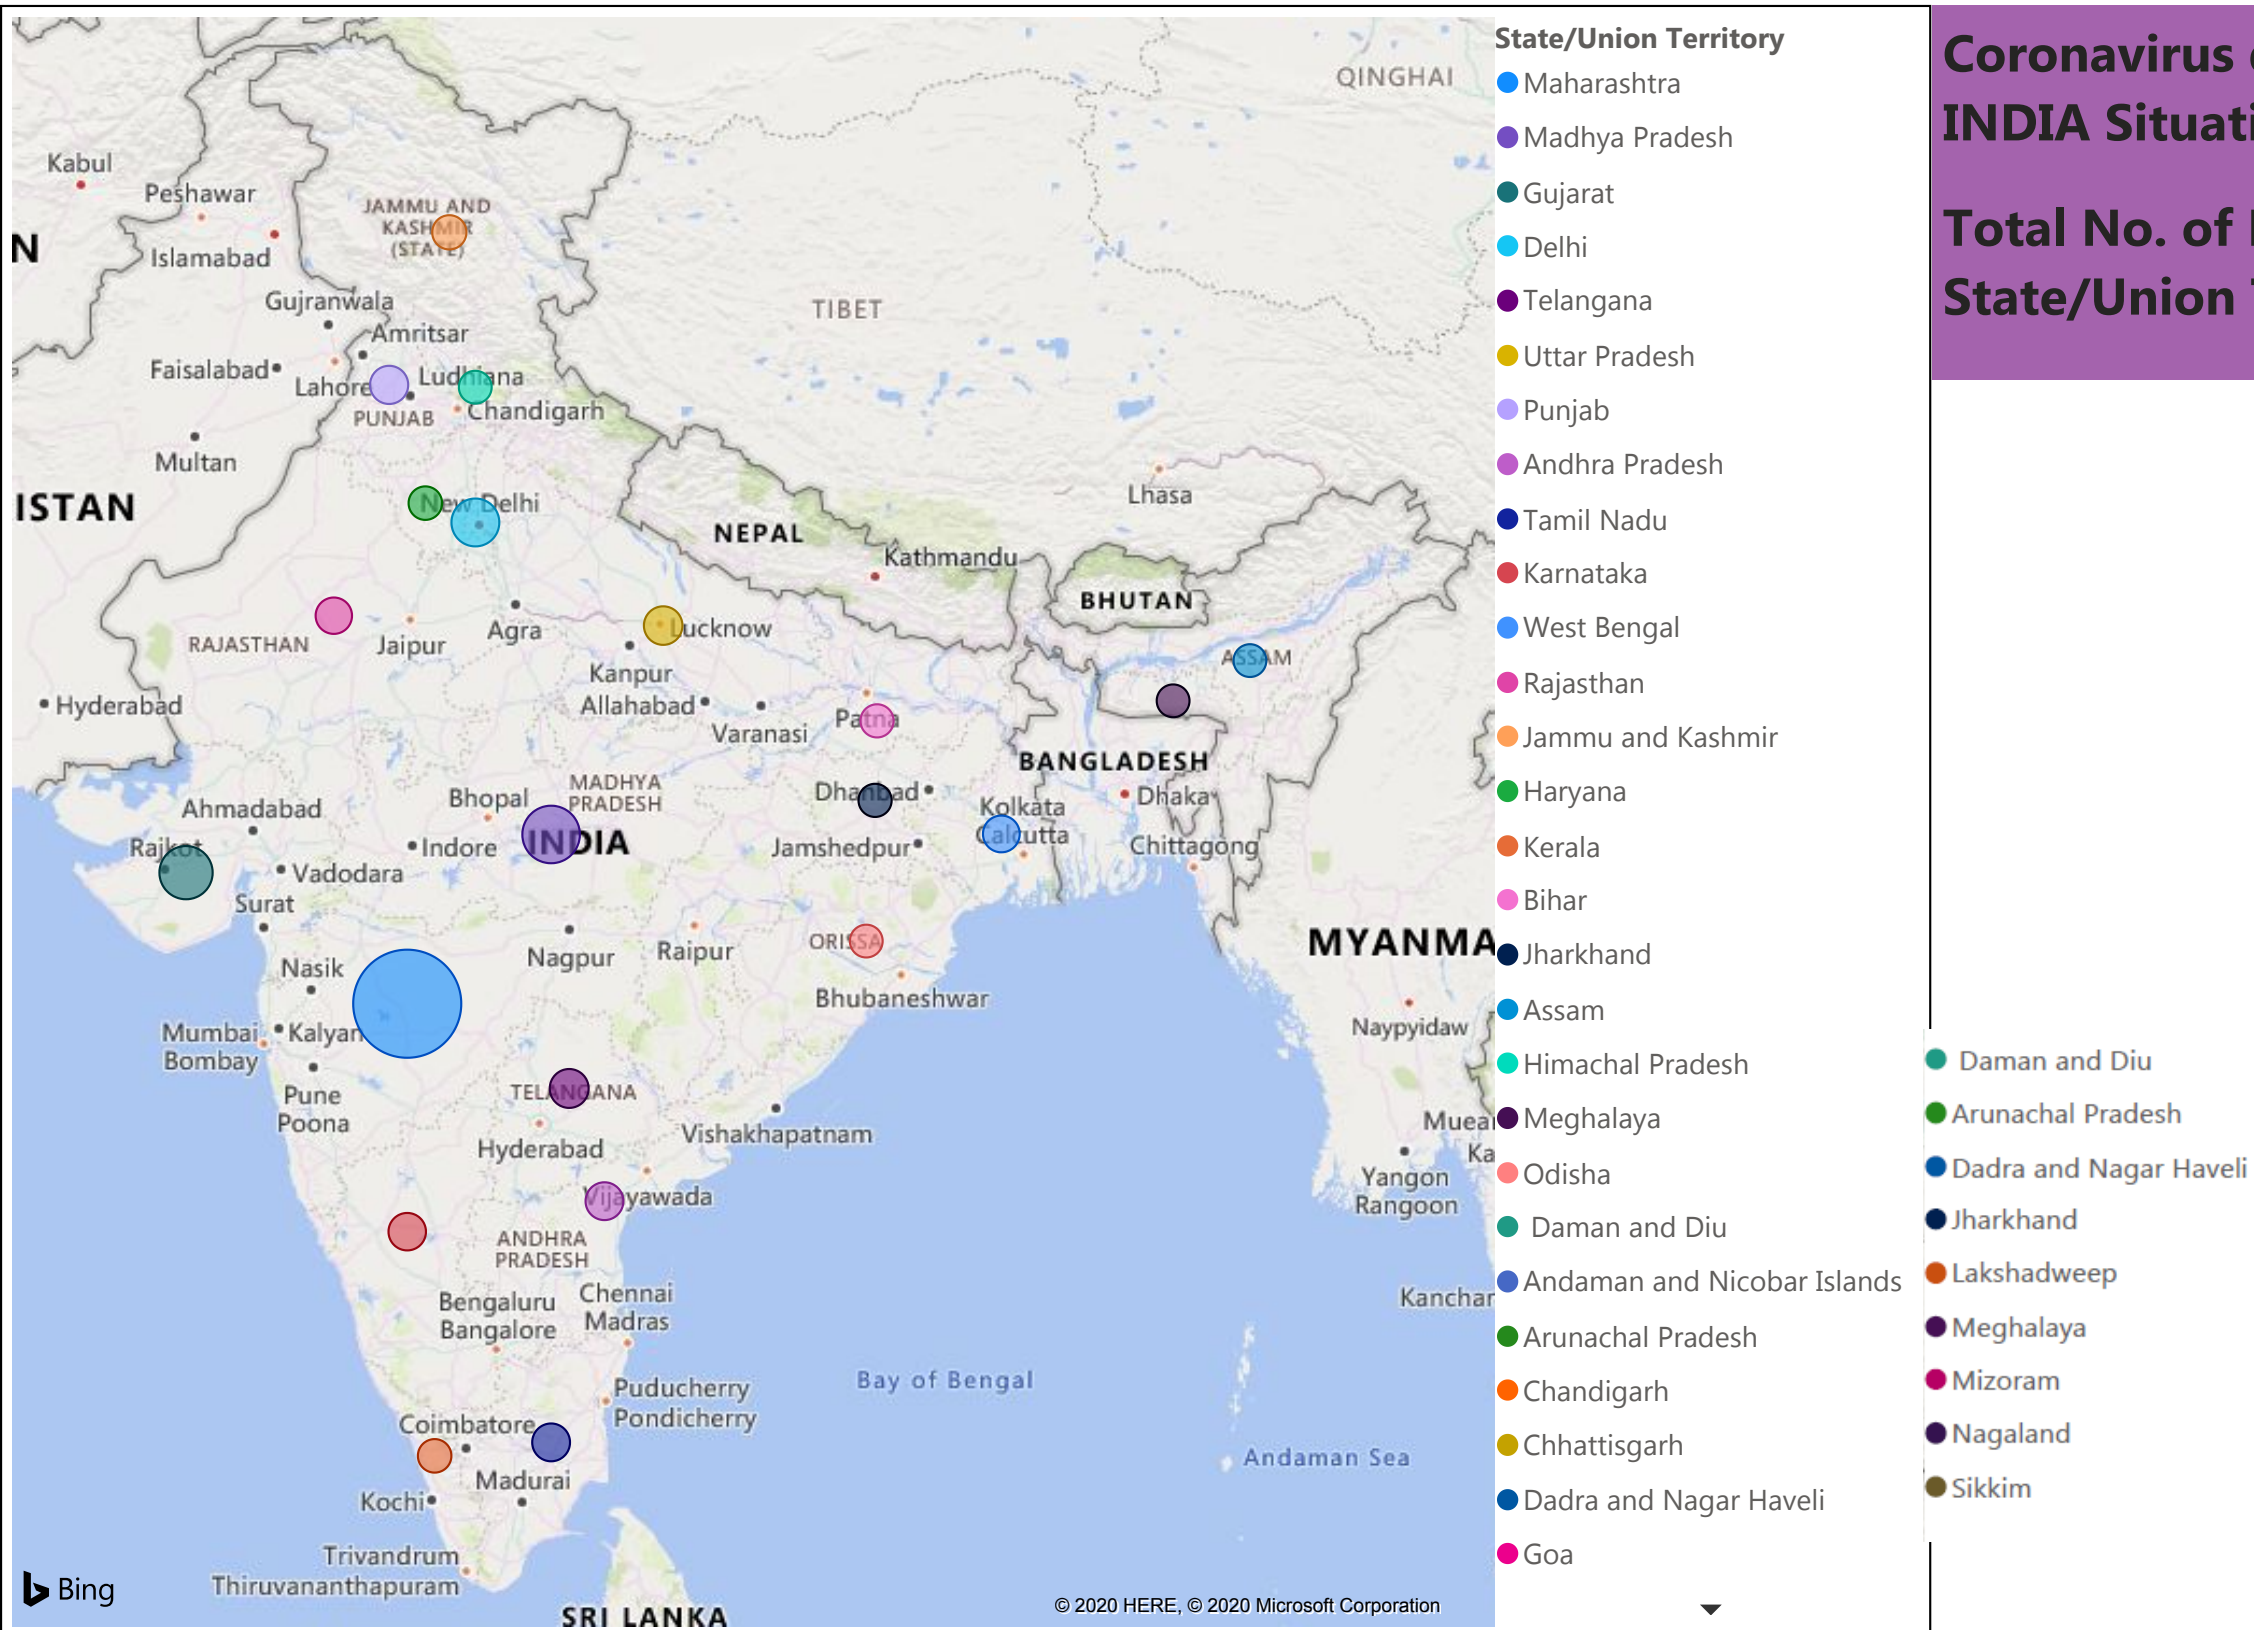 QINGHAI
Kabul
Peshawar
JAMMU AND
KASHMIR
(STATE)
N
Islamabad
Gujranwala
TIBET
Amritsar
Faisalabad
Lahore
Ludhiana
PUNJAB
Chandigarh
Multan
Lhasa
ISTAN
New Delhi
NEPAL
Kathmandu
BHUTAN
RAJASTHAN
Jaipur
Agra
Lucknow
ASSAM
Kanpur
Hyderabad
Allahabad
Varanasi
Patna
BANGLADESH
MADHYA
PRADESH
Bhopal
Dhanbad
Dhaka
Ahmadabad
Kolkata
Calcutta
Rajkot
Indore
INDIA
Jamshedpur
Chittagong
Vadodara
Surat
Nagpur
Raipur
ORISSA
MYANMA
Nasik
Bhubaneshwar
Mumbai
Bombay
Kalyan
Naypyidaw
Pune
Poona
TELANGANA
Hyderabad
Vishakhapatnam
Muear
Ka
Yangon
Rangoon
Vijayawada
ANDHRA
PRADESH
Bengaluru
Bangalore
Chennai
Madras
Kanchar
Puducherry
Pondicherry
Bay of Bengal
Coimbatore
Andaman Sea
Madurai
Kochi
Trivandrum
Thiruvananthapuram
Bing
SRI LANKA
© 2020 HERE, © 2020 Microsoft Corporation
State/Union Territory
Maharashtra
Madhya Pradesh
Gujarat
Delhi
Telangana
Uttar Pradesh
Punjab
Andhra Pradesh
Tamil Nadu
Karnataka
West Bengal
Rajasthan
Jammu and Kashmir
Haryana
Kerala
Bihar
Jharkhand
Assam
Himachal Pradesh
Meghalaya
Odisha
Daman and Diu
Andaman and Nicobar Islands
Arunachal Pradesh
Chandigarh
Chhattisgarh
Dadra and Nagar Haveli
Goa
Coronavirus
INDIA Situati
Total No. of
State/Union
Daman and Diu
Arunachal Pradesh
Dadra and Nagar Haveli
Jharkhand
Lakshadweep
Meghalaya
Mizoram
Nagaland
Sikkim